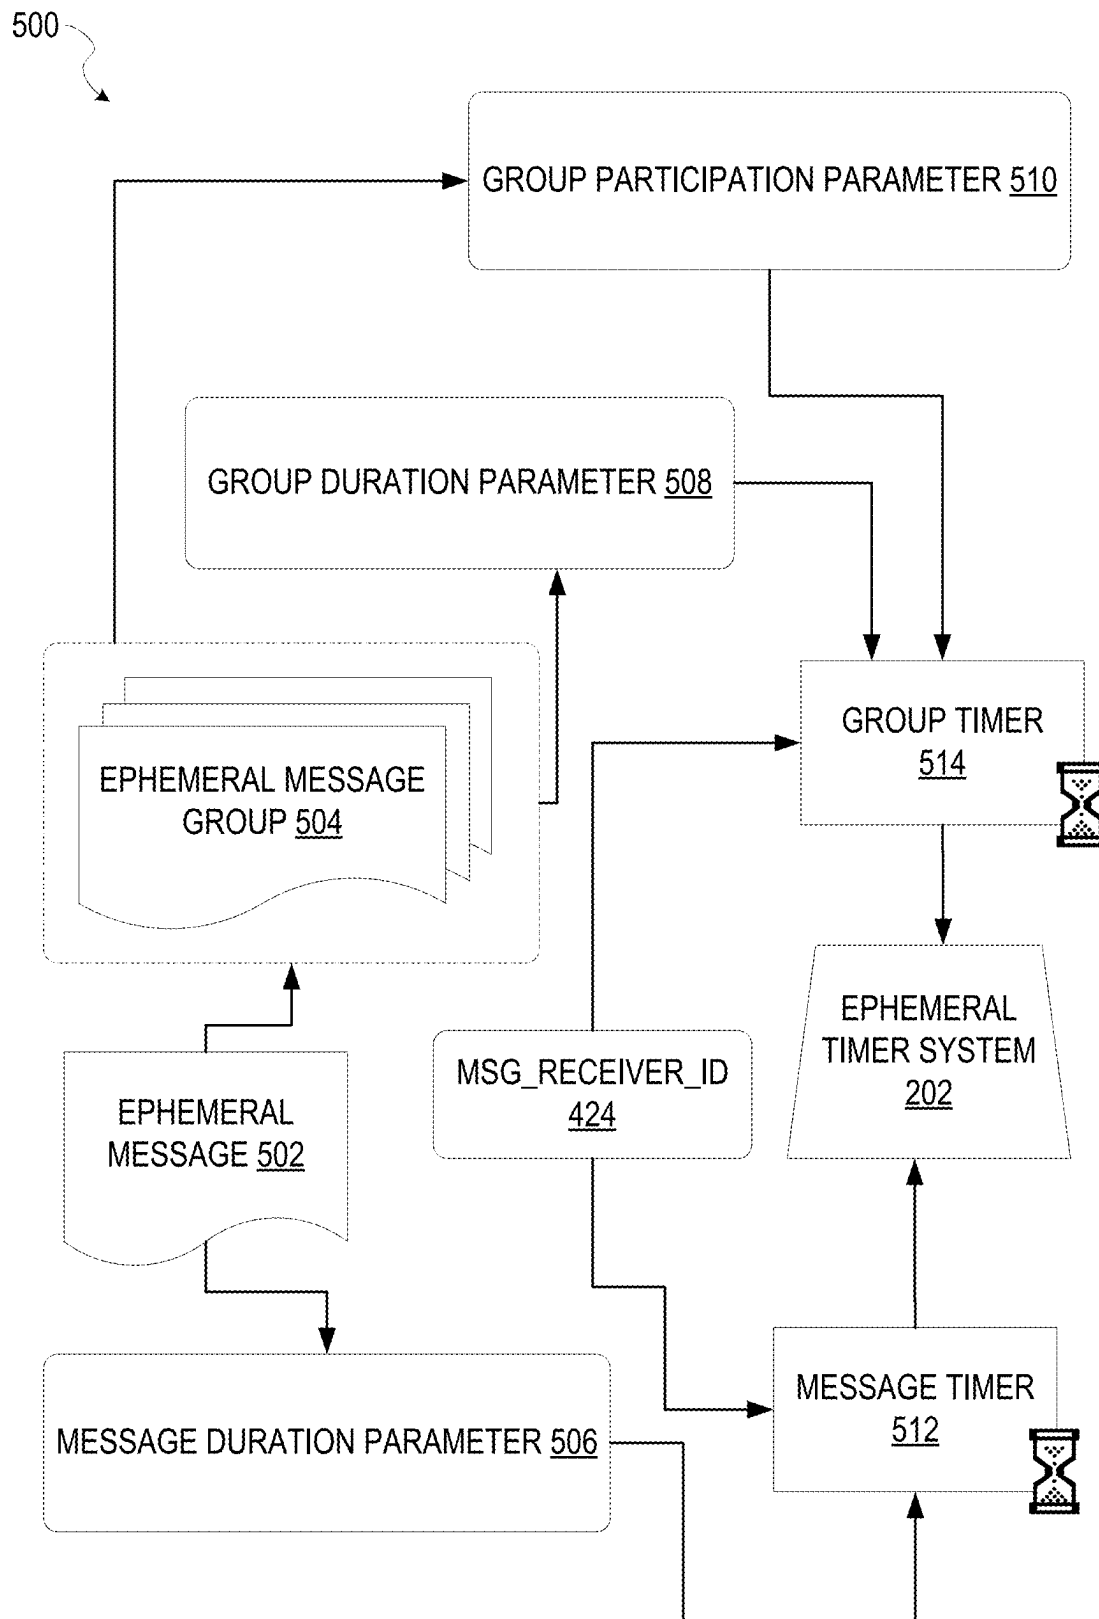 500
GROUP PARTICIPATION PARAMETER 510
GROUP DURATION PARAMETER 508
GROUP TIMER
514
EPHEMERAL MESSAGE
GROUP 504
EPHEMERAL
TIMER SYSTEM
202
MSG_RECEIVER_ID
424
EPHEMERAL
MESSAGE 502
MESSAGE TIMER
512
MESSAGE DURATION PARAMETER 506